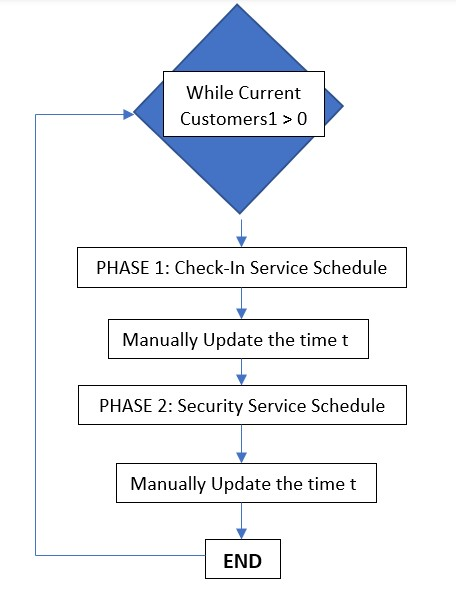 While Current
Customers1 > 0
PHASE 1: Check-In Service Schedule
Manually Update the time t
PHASE 2: Security Service Schedule
Manually Update the time t
END